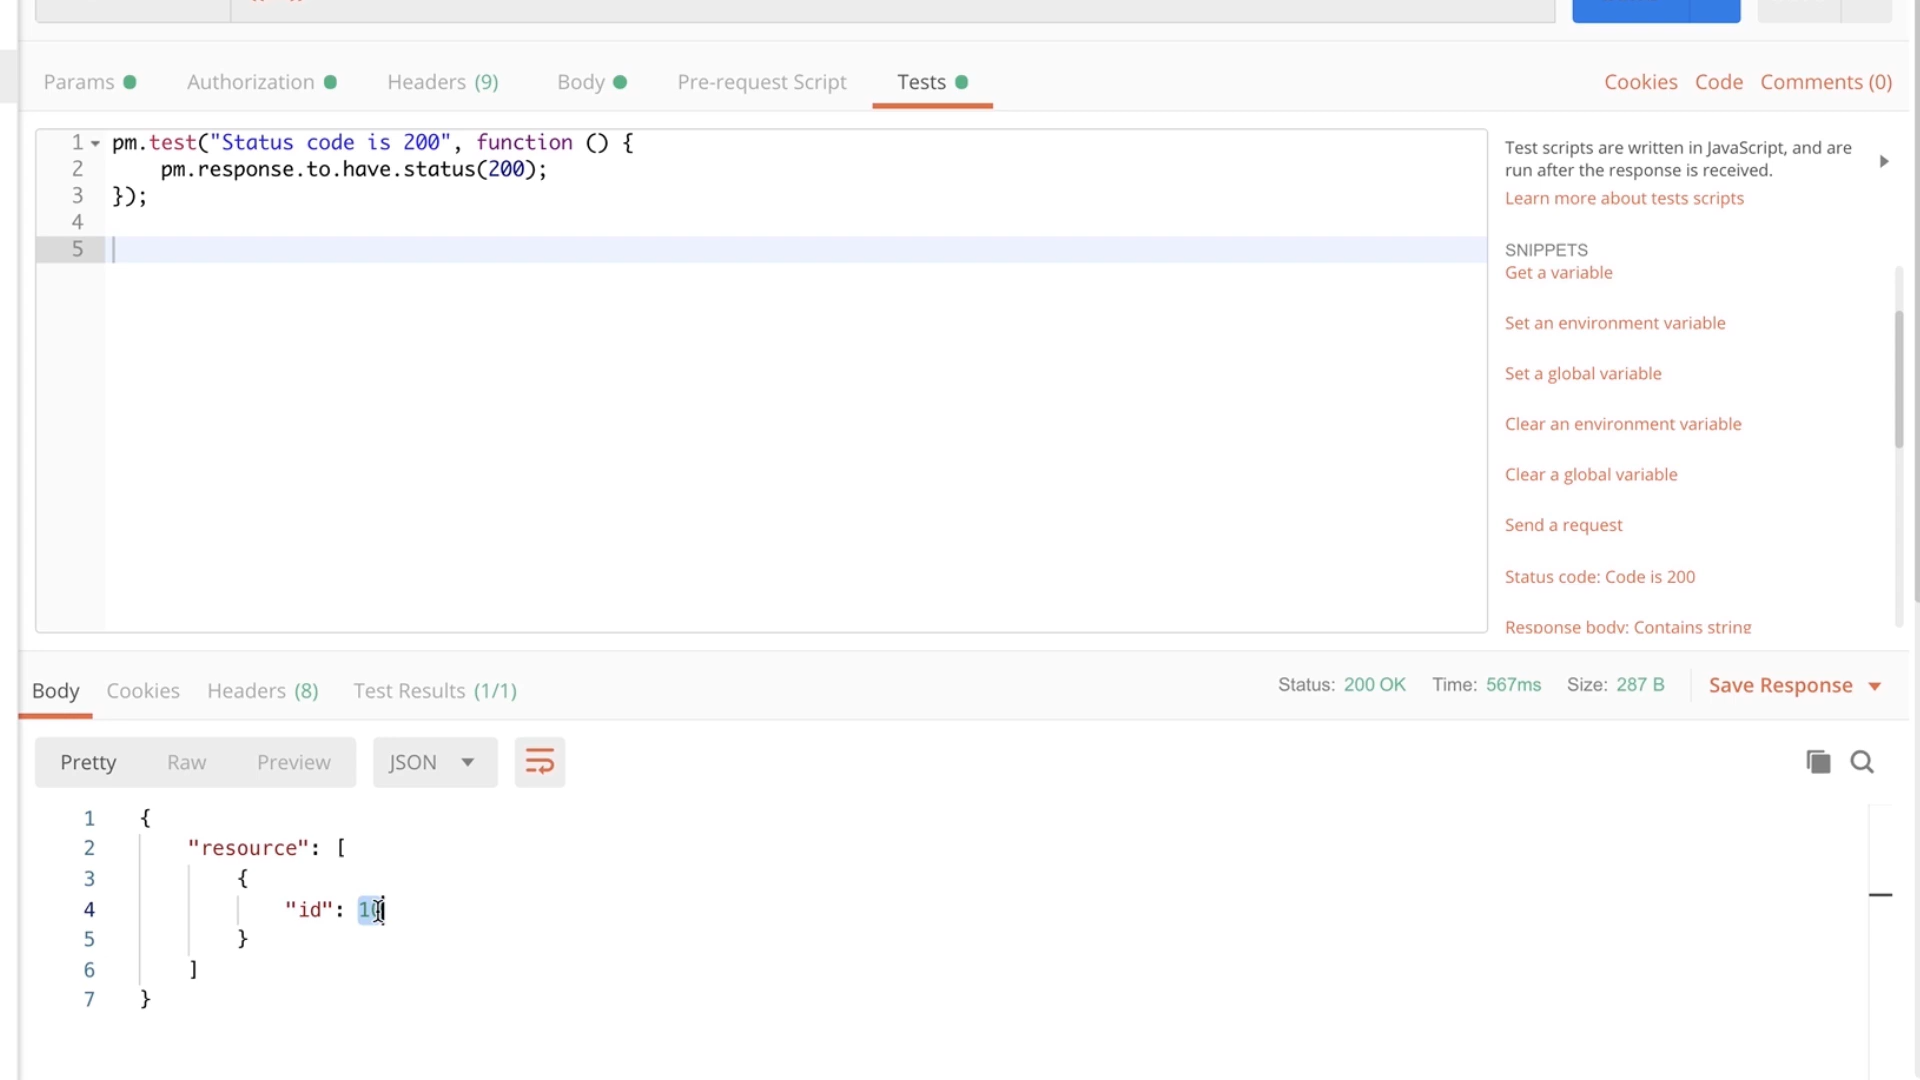 Params Authorization Headers (9) Body Pre-request Script Tests Cookies Code Comments (0)
1 pm.test("Status code is 200", function () {
2 pm.response.to.have.status(200);
3 });
4
5
Test scripts are written in JavaScript, and are
run after the response is received.
Learn more about tests scripts
SNIPPETS
Get a variable
Set an environment variable
Set a global variable
Clear an environment variable
Clear a global variable
Send a request
Status code: Code is 200
Response body: Contains string
Body Cookies Headers (8) Test Results (1/1) Status: 200 OK Time: 567ms Size: 287 B Save Response
Pretty Raw Preview JSON
1 {
2 "resource": [
3 {
4 "id":
5 }
6 ]
7 }